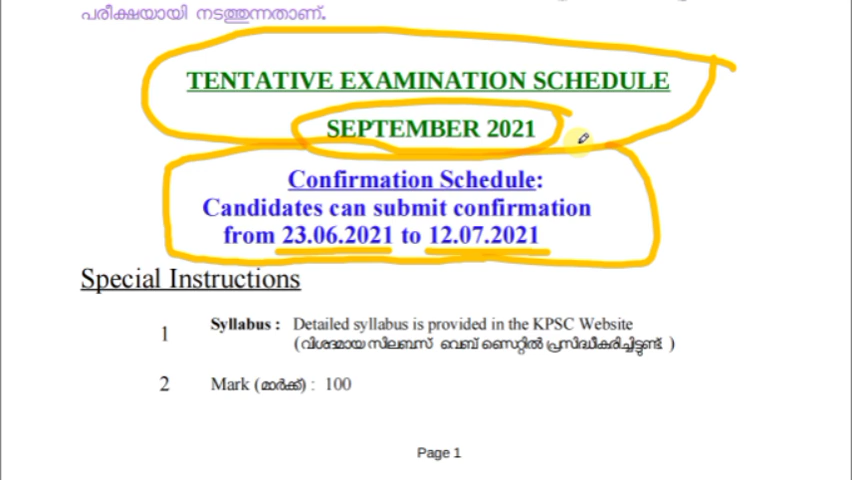 പരീക്ഷയായി നടത്തുന്നതാണ്.
TENTATIVE EXAMINATION SCHEDULE
SEPTEMBER 2021
Confirmation Schedule:
Candidates can submit confirmation
from 23.06.2021 to 12.07.2021
Special Instructions
1 Syllabus : Detailed syllabus is provided in the KPSC Website
(വിശദമായ സിലബസ് വെബ് സൈറ്റിൽ പ്രസിദ്ധീകരിച്ചിട്ടുണ്ട് )
2 Mark (മാർക്ക്) : 100
Page 1